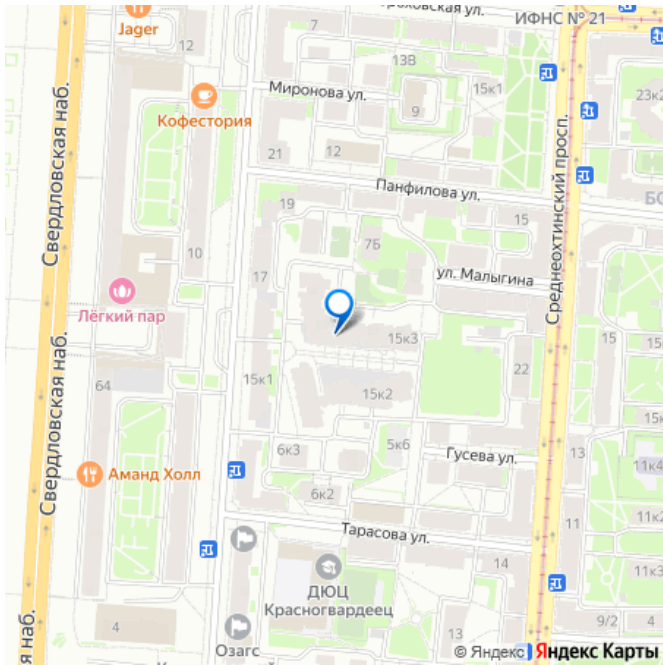 ИФНС № 21
Jager
12
7
13В
15к1
23к2
Миронова ул.
9
Кофестория
21
12
Свердловская наб.
Среднеохтинский просп.
Панфилова ул.
19
15
7Б
10
17
ул. Малыгина
Лёгкий пар
15к3
15
22
64
15к1
15к2
Свердловская наб.
5к6
6к3
Гусева ул.
13
11к4
Аманд Холл
6к2
11к2
Тарасова ул.
11
14
ДЮЦ
Красногвардеец
11к3
4
13
9/2
4
Озагс
© Яндекс
Яндекс Карты